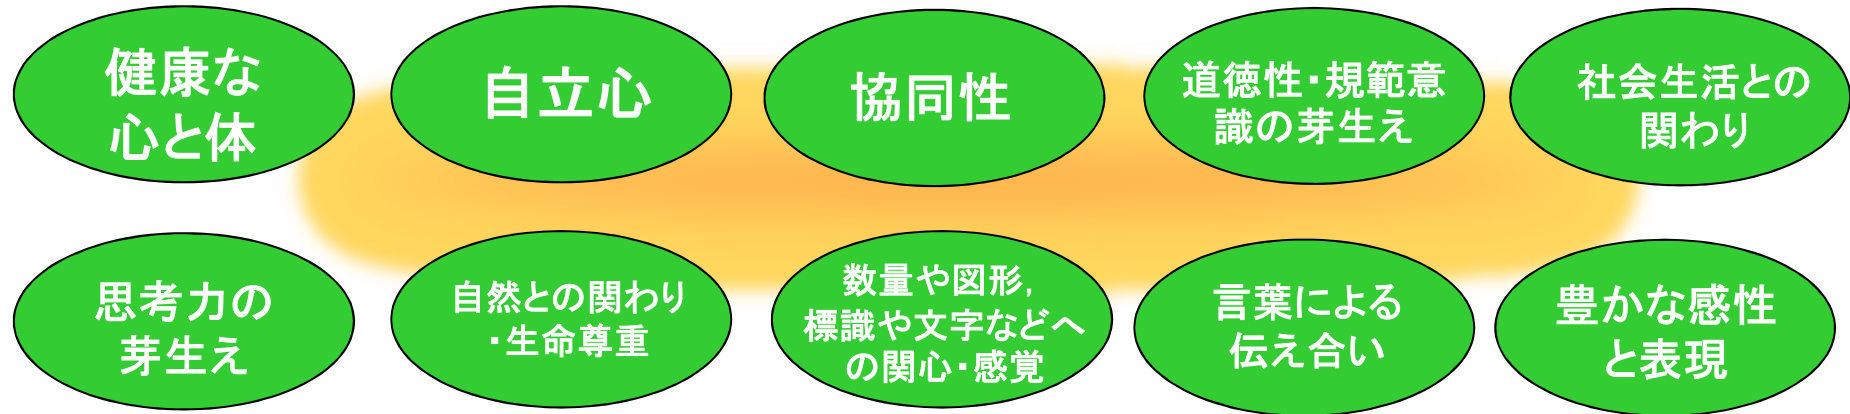 健康な
心と体
自立心
協同性
道徳性・規範意
識の芽生え
社会生活との
関わり
思考力の
芽生え
自然との関わり
・生命尊重
数量や図形，
標識や文字などへ
の関心・感覚
言葉による
伝え合い
豊かな感性
と表現